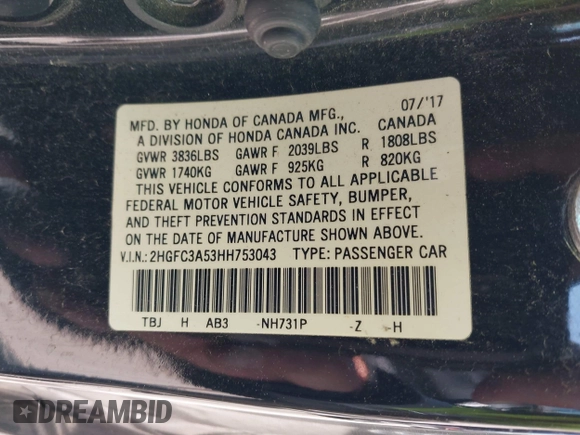 MFD. BY HONDA OF CANADA MFG., 07/'17
A DIVISION OF HONDA CANADA INC. CANADA
GVWR 3836LBS GAWR F 2039LBS R 1808LBS
GVWR 1740KG GAWR F 925KG R 820KG
THIS VEHICLE CONFORMS TO ALL APPLICABLE
FEDERAL MOTOR VEHICLE SAFETY, BUMPER,
AND THEFT PREVENTION STANDARDS IN EFFECT
ON THE DATE OF MANUFACTURE SHOWN ABOVE.
V.I.N.: 2HGFC3A53HH753043 TYPE: PASSENGER CAR
TBJ H AB3 -NH731P -Z -H
DREAMBID